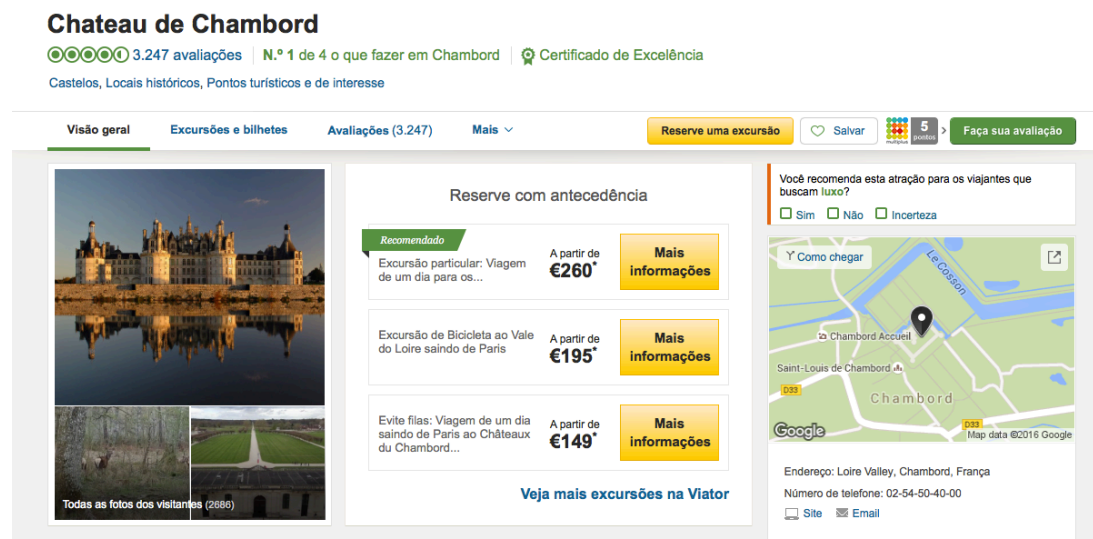 Chateau de Chambord
3.247 avaliações N.º 1 de 4 o que fazer em Chambord Certificado de Excelência
Castelos, Locais históricos, Pontos turísticos e de interesse
Visão geral Excursões e bilhetes Avaliações (3.247) Mais Reserve uma excursão Salvar multiplus 5 pontos Faça sua avaliação
Reserve com antecedência
Recomendado
Excursão particular: Viagem
de um dia para os...
A partir de
€260*
Mais
informações
Excursão de Bicicleta ao Vale
do Loire saindo de Paris
A partir de
€195*
Mais
informações
Evite filas: Viagem de um dia
saindo de Paris ao Châteaux
du Chambord...
A partir de
€149*
Mais
informações
Veja mais excursões na Viator
Todas as fotos dos visitantes (2686)
Você recomenda esta atração para os viajantes que
buscam luxo?
Sim Não Incerteza
Como chegar
Le Cosson
Chambord Accueil
Saint-Louis de Chambord
D33
Chambord
D33
Google
Map data ©2016 Google
Endereço: Loire Valley, Chambord, França
Número de telefone: 02-54-50-40-00
Site Email